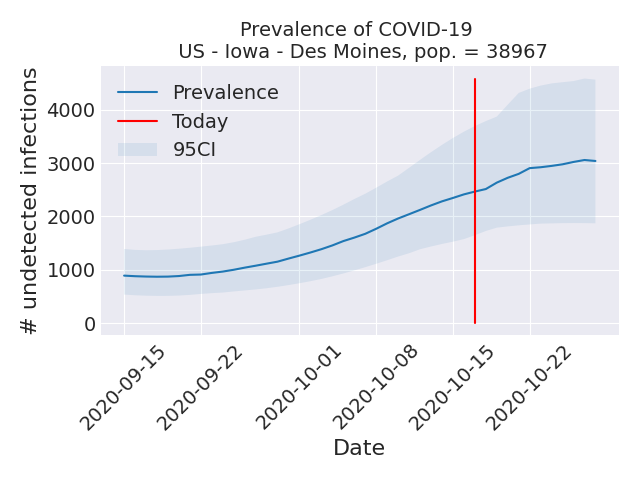 Prevalence of COVID-19
US - Iowa - Des Moines, pop. = 38967
# undetected infections
4000
3000
2000
1000
0
Prevalence
Today
95CI
2020-09-15
2020-09-22
2020-10-01
2020-10-08
2020-10-15
2020-10-22
Date